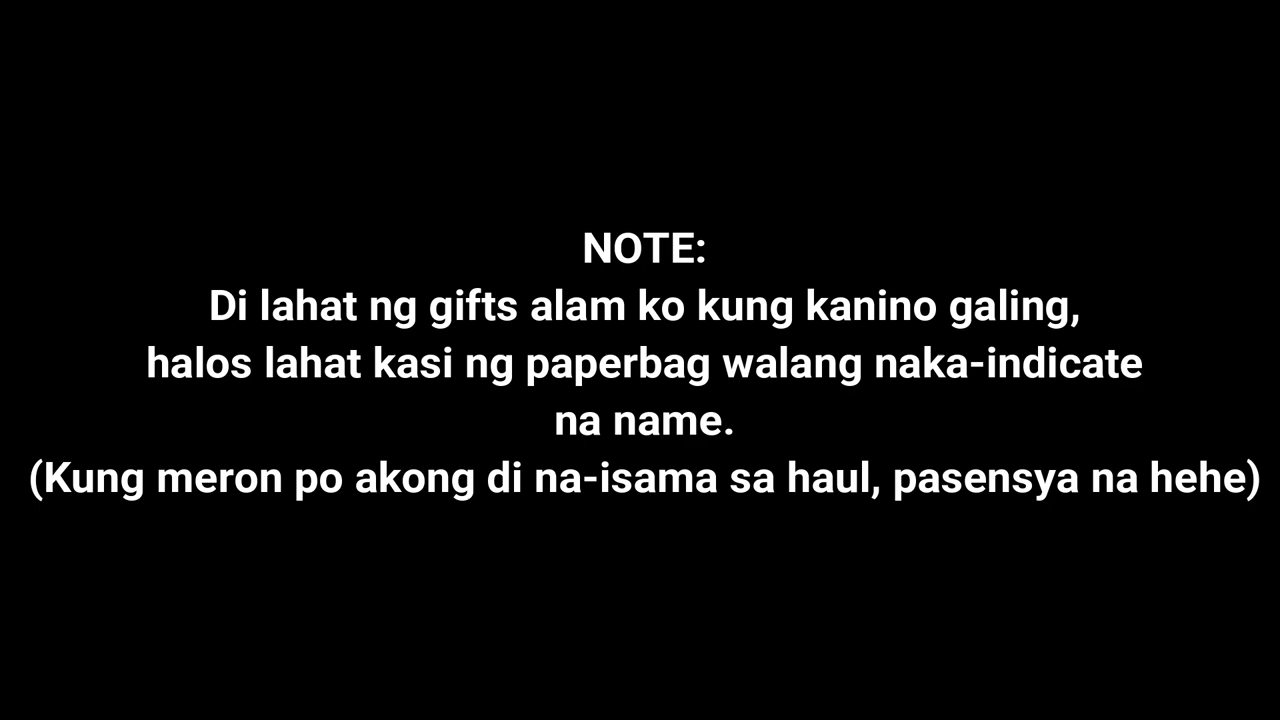 NOTE:
Di lahat ng gifts alam ko kung kanino galing,
halos lahat kasi ng paperbag walang naka-indicate
na name.
(Kung meron po akong di na-isama sa haul, pasensya na hehe)